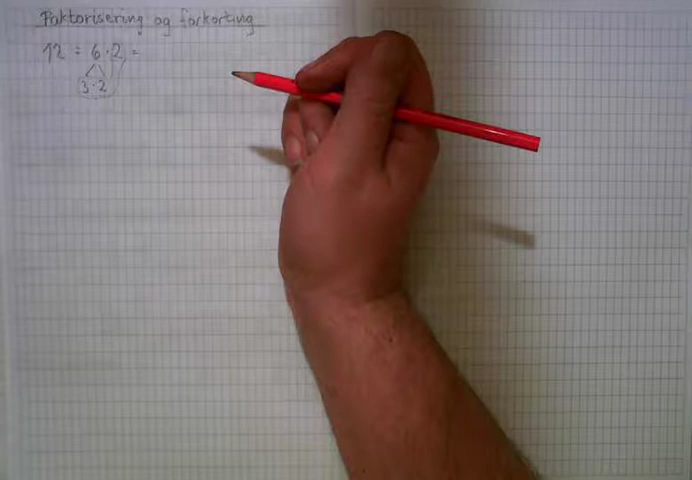 Faktorisering og forkorting
12 = 6 · 2 =
3 · 2